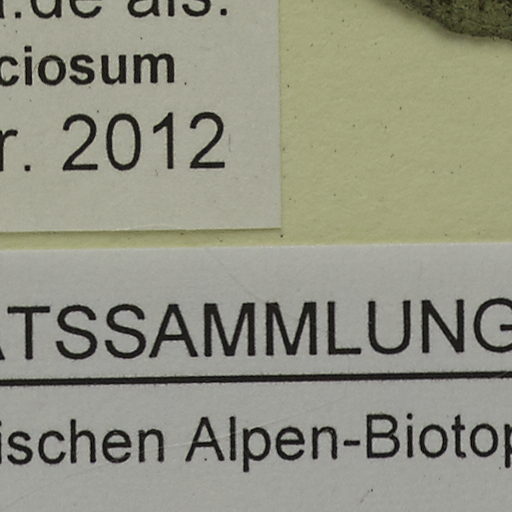 .de als:
ciosum
r. 2012
ATSSAMMLUNG
ischen Alpen-Biotop